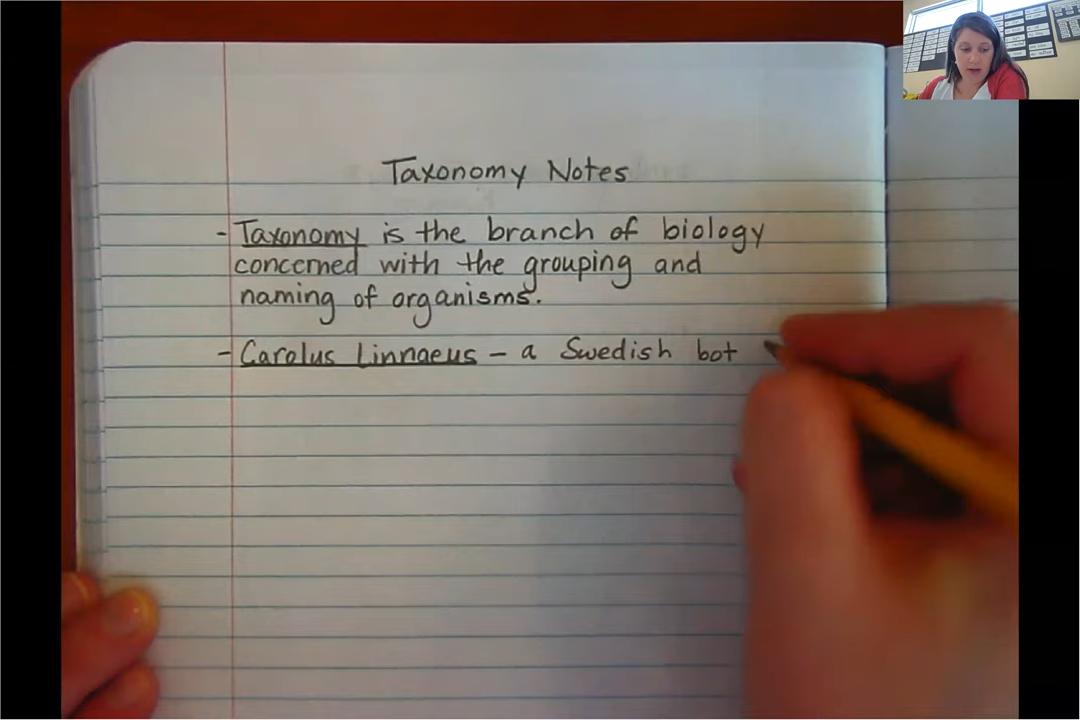 Taxonomy Notes
- Taxonomy is the branch of biology
concerned with the grouping and
naming of organisms.
- Carolus Linnaeus - a Swedish bot